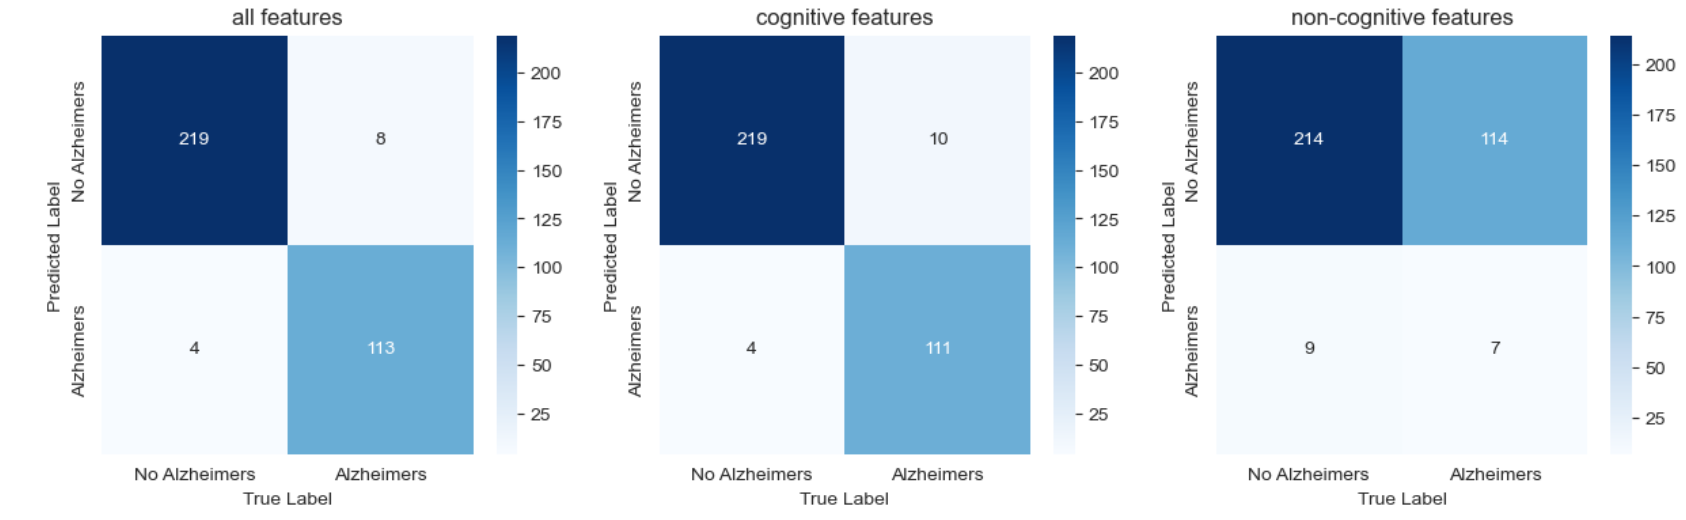 all features
No Alzheimers
Alzheimers
Predicted Label
219
8
4
113
No Alzheimers
Alzheimers
True Label
200
175
150
125
100
75
50
25
cognitive features
No Alzheimers
Alzheimers
Predicted Label
219
10
4
111
No Alzheimers
Alzheimers
True Label
200
175
150
125
100
75
50
25
non-cognitive features
No Alzheimers
Alzheimers
Predicted Label
214
114
9
7
No Alzheimers
Alzheimers
True Label
200
175
150
125
100
75
50
25